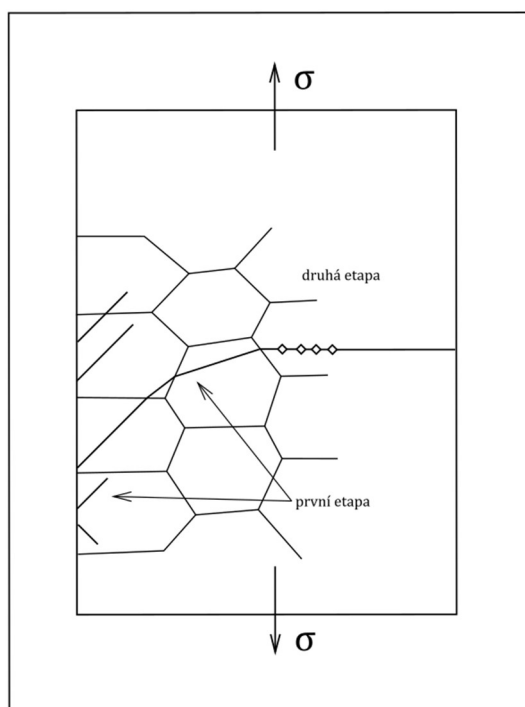 σ
druhá etapa
první etapa
σ